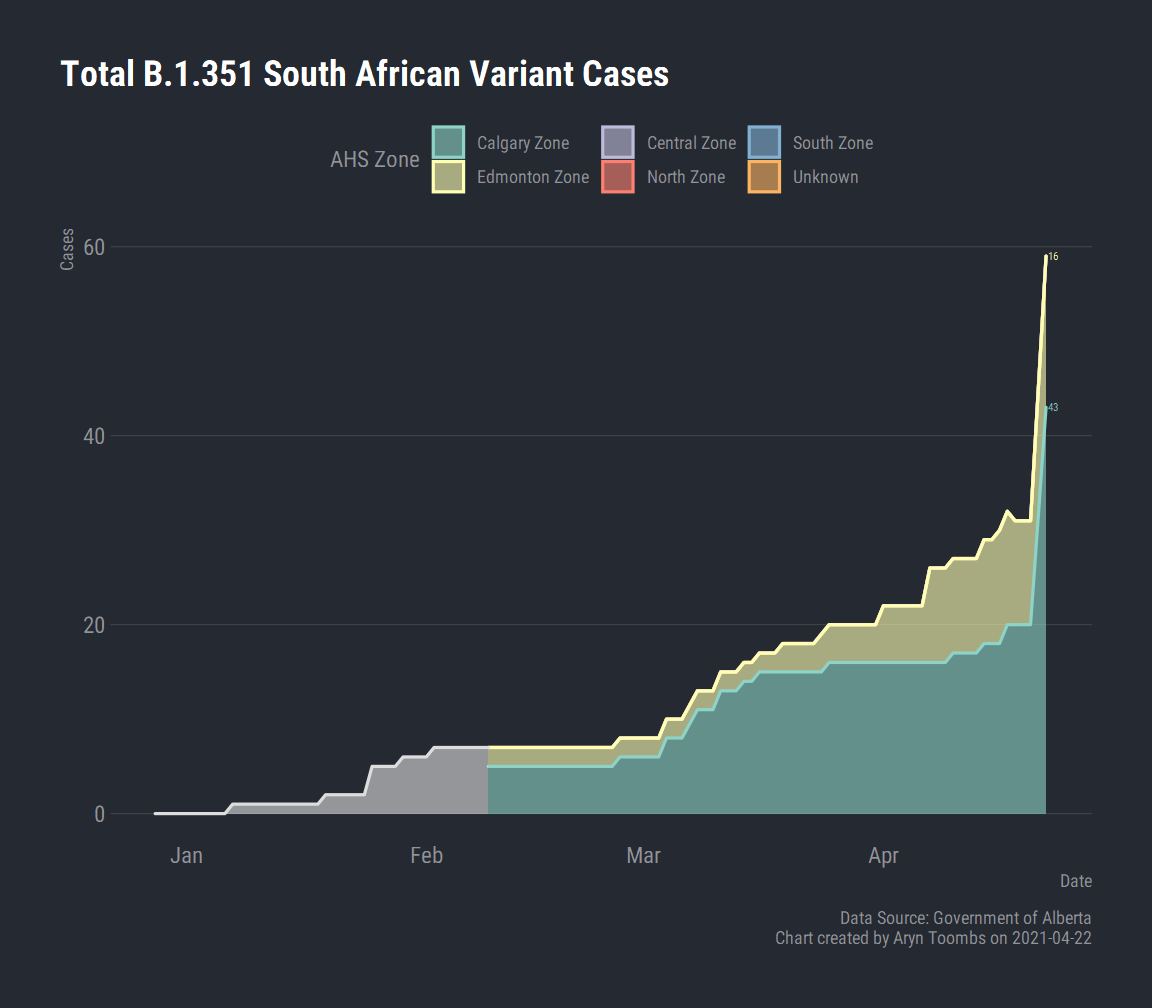 Total B.1.351 South African Variant Cases
AHS Zone
Calgary Zone
Central Zone
South Zone
Edmonton Zone
North Zone
Unknown
Cases
60
40
20
0
16
43
Jan
Feb
Mar
Apr
Date
Data Source: Government of Alberta
Chart created by Aryn Toombs on 2021-04-22